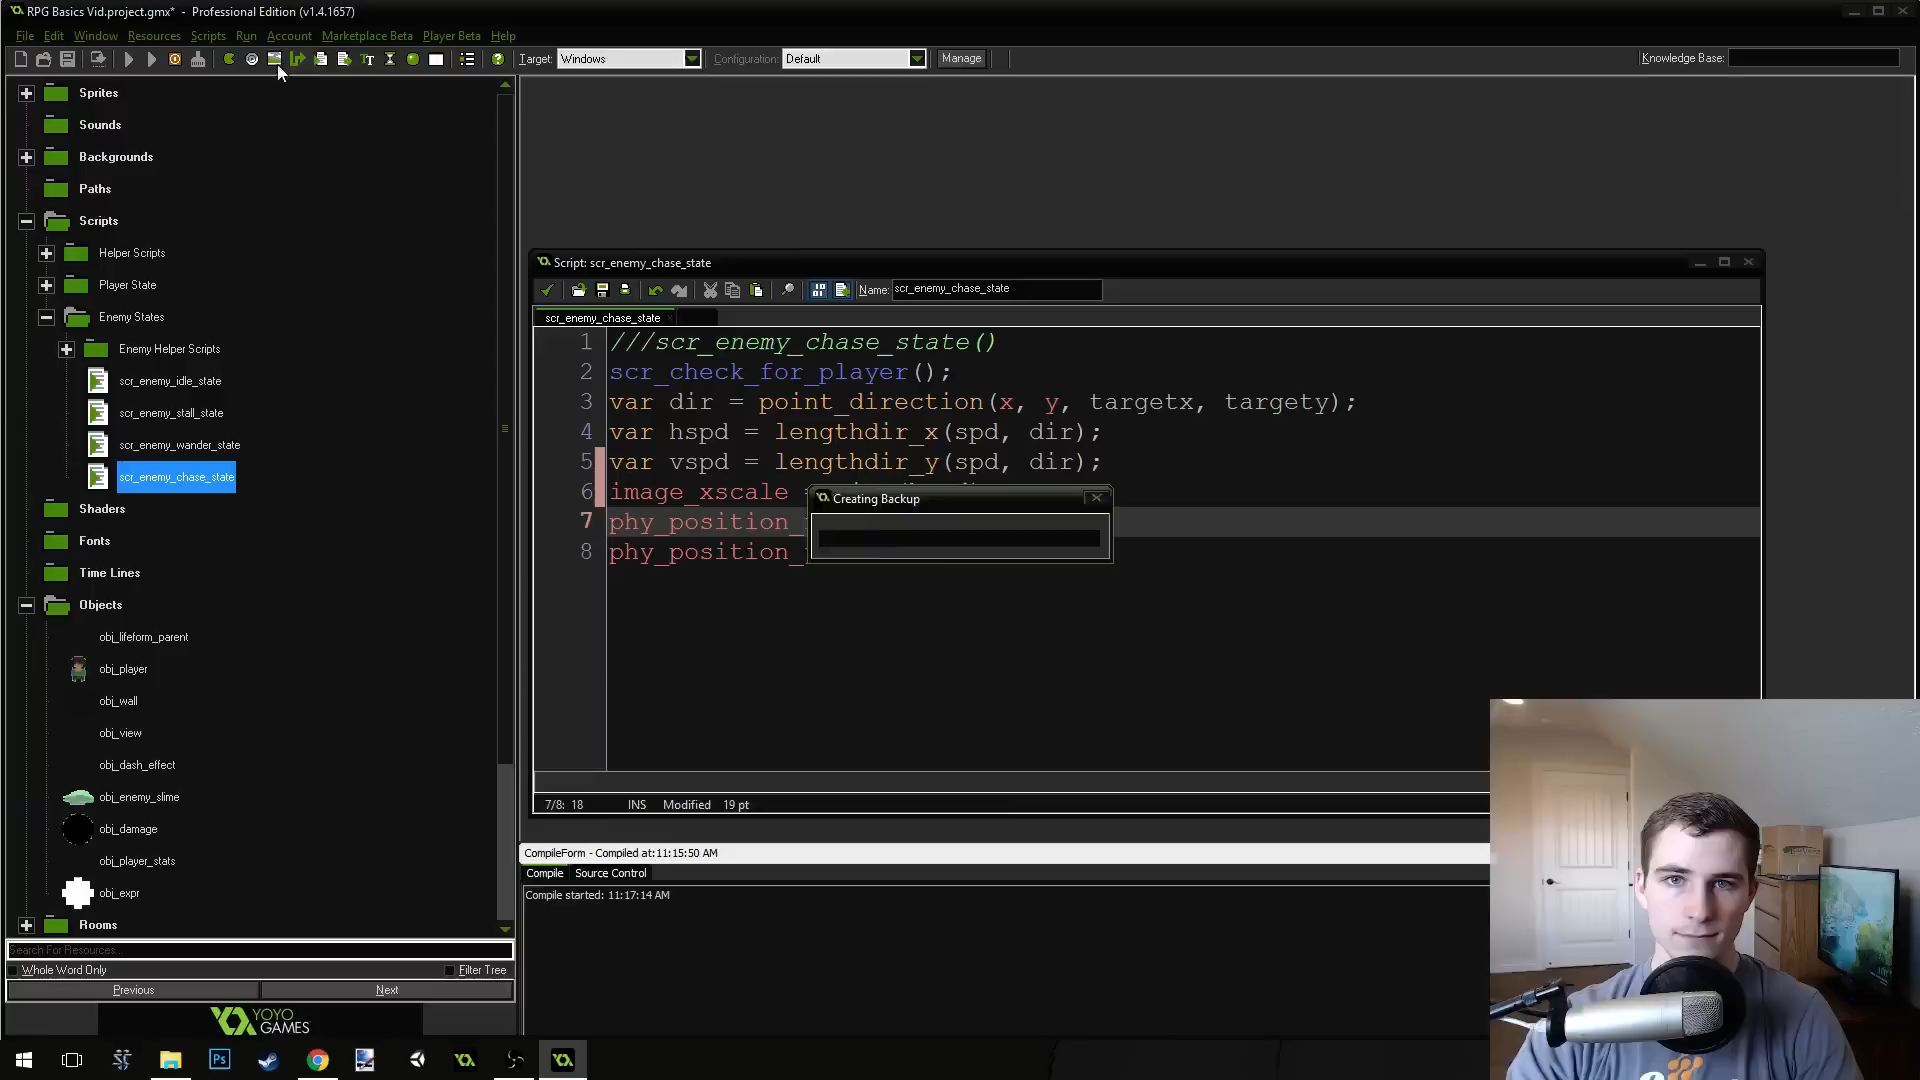 RPG Basics Vid.project.gmx* - Professional Edition (v1.4.1657)
File Edit Window Resources Scripts Run Account Marketplace Beta Player Beta Help
Target: Windows Configuration: Default Manage Knowledge Base:
Sprites
Sounds
Backgrounds
Paths
Scripts
Helper Scripts
Player State
Enemy States
Enemy Helper Scripts
scr_enemy_idle_state
scr_enemy_stall_state
scr_enemy_wander_state
scr_enemy_chase_state
Shaders
Fonts
Time Lines
Objects
obj_lifeform_parent
obj_player
obj_wall
obj_view
obj_dash_effect
obj_enemy_slime
obj_damage
obj_player_stats
obj_expr
Rooms
Search For Resources...
Whole Word Only Filter Tree
Previous Next
YOYO
GAMES
Script: scr_enemy_chase_state
Name: scr_enemy_chase_state
scr_enemy_chase_state
1 ///scr_enemy_chase_state()
2 scr_check_for_player();
3 var dir = point_direction(x, y, targetx, targety);
4 var hspd = lengthdir_x(spd, dir);
5 var vspd = lengthdir_y(spd, dir);
6 image_xscale
7 phy_position_
8 phy_position_
Creating Backup
7/8: 18 INS Modified 19 pt
CompileForm - Compiled at:11:15:50 AM
Compile Source Control
Compile started: 11:17:14 AM
Ps